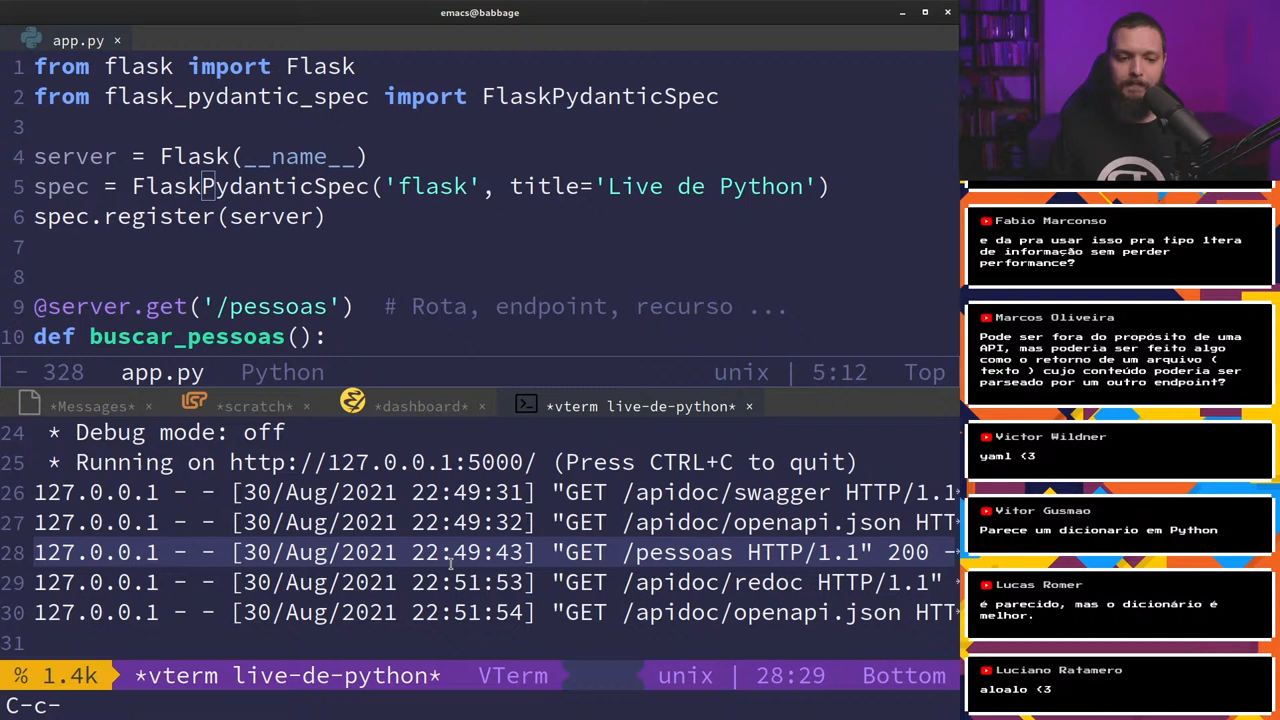 emacs@babbage
app.py ×
1 from flask import Flask
2 from flask_pydantic_spec import FlaskPydanticSpec
3
4 server = Flask(__name__)
5 spec = FlaskPydanticSpec('flask', title='Live de Python')
6 spec.register(server)
7
8
9 @server.get('/pessoas')  # Rota, endpoint, recurso ...
10 def buscar_pessoas():
- 328 app.py Python unix | 5:12 Top
*Messages* × *scratch* × *dashboard* × *vterm live-de-python* ×
24 * Debug mode: off
25 * Running on http://127.0.0.1:5000/ (Press CTRL+C to quit)
26 127.0.0.1 - - [30/Aug/2021 22:49:31] "GET /apidoc/swagger HTTP/1.1
27 127.0.0.1 - - [30/Aug/2021 22:49:32] "GET /apidoc/openapi.json HTT
28 127.0.0.1 - - [30/Aug/2021 22:49:43] "GET /pessoas HTTP/1.1" 200 -
29 127.0.0.1 - - [30/Aug/2021 22:51:53] "GET /apidoc/redoc HTTP/1.1"
30 127.0.0.1 - - [30/Aug/2021 22:51:54] "GET /apidoc/openapi.json HTT
31
% 1.4k *vterm live-de-python* VTerm unix | 28:29 Bottom
C-c-
Fabio Marconso
e da pra usar isso pra tipo ltera
de informação sem perder
performance?
Marcos Oliveira
Pode ser fora do propósito de uma
API, mas poderia ser feito algo
como o retorno de um arquivo (
texto ) cujo conteúdo poderia ser
parseado por um outro endpoint?
Victor Wildner
yaml <3
Vitor Gusmao
Parece um dicionario em Python
Lucas Romer
é parecido, mas o dicionário é
melhor.
Luciano Ratamero
aloalo <3